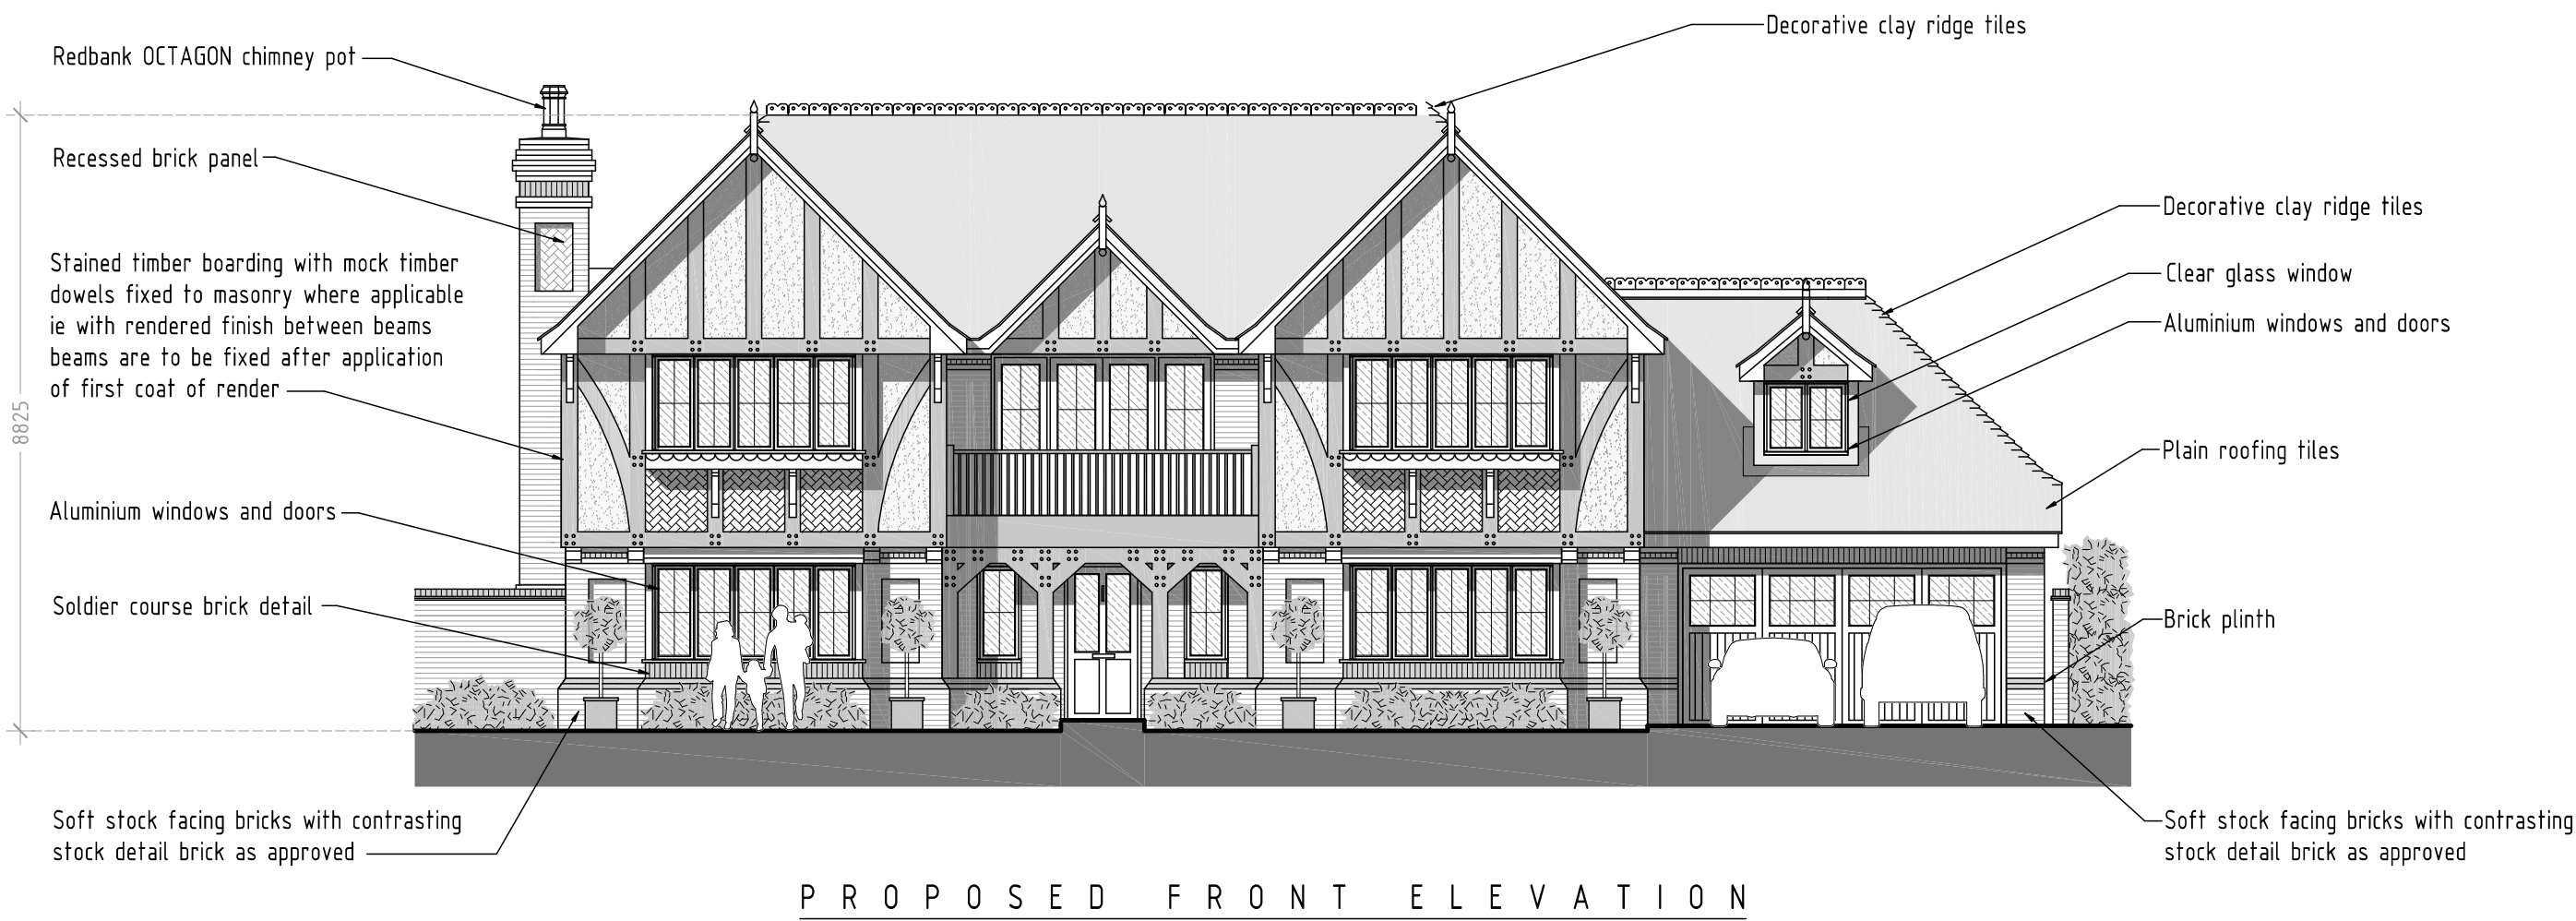 Decorative clay ridge tiles
Redbank OCTAGON chimney pot
Recessed brick panel
Stained timber boarding with mock timber
dowels fixed to masonry where applicable
ie with rendered finish between beams
beams are to be fixed after application
of first coat of render
8825
Aluminium windows and doors
Soldier course brick detail
Soft stock facing bricks with contrasting
stock detail brick as approved
Decorative clay ridge tiles
Clear glass window
Aluminium windows and doors
Plain roofing tiles
Brick plinth
Soft stock facing bricks with contrasting
stock detail brick as approved
PROPOSED FRONT ELEVATION